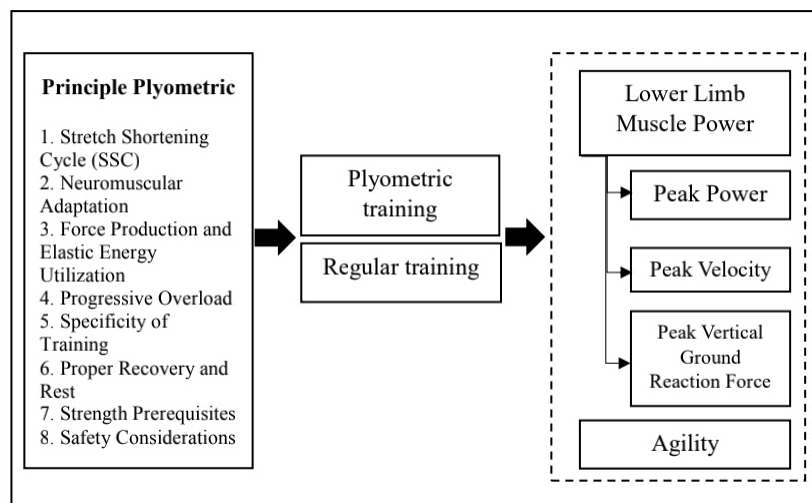 Principle Plyometric
1. Stretch Shortening
Cycle (SSC)
2. Neuromuscular
Adaptation
3. Force Production and
Elastic Energy
Utilization
4. Progressive Overload
5. Specificity of
Training
6. Proper Recovery and
Rest
7. Strength Prerequisites
8. Safety Considerations
Plyometric
training
Regular training
Lower Limb
Muscle Power
Peak Power
Peak Velocity
Peak Vertical
Ground
Reaction Force
Agility